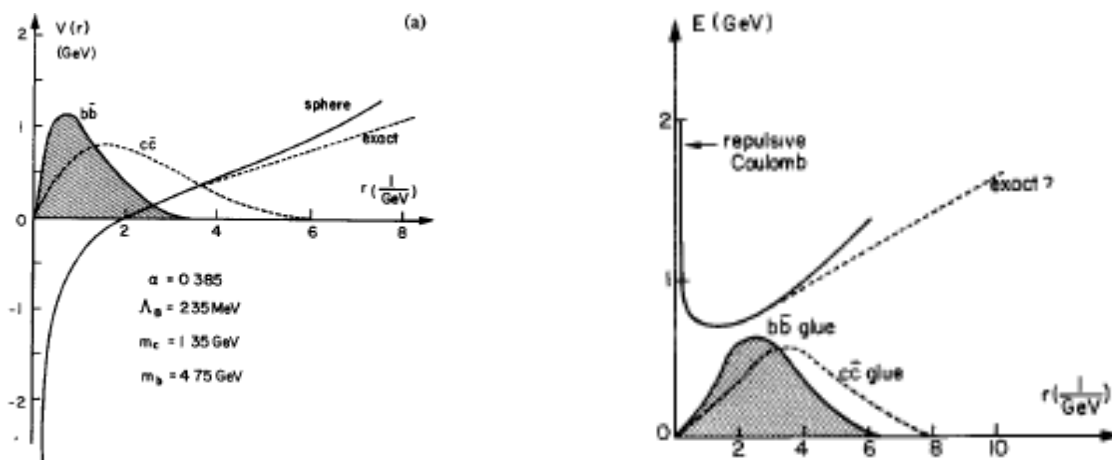 (a)
V(r)
(GeV)
2
1
0
-1
-2
bb̄
cc̄
sphere
exact
r(1/GeV)
2 4 6 8
α = 0 385
Λ_B = 235 MeV
m_c = 1 35 GeV
m_b = 4 75 GeV
E (GeV)
2
repulsive
Coulomb
exact ?
1
bb̄ glue
cc̄ glue
r(1/GeV)
0
2 4 6 8 10